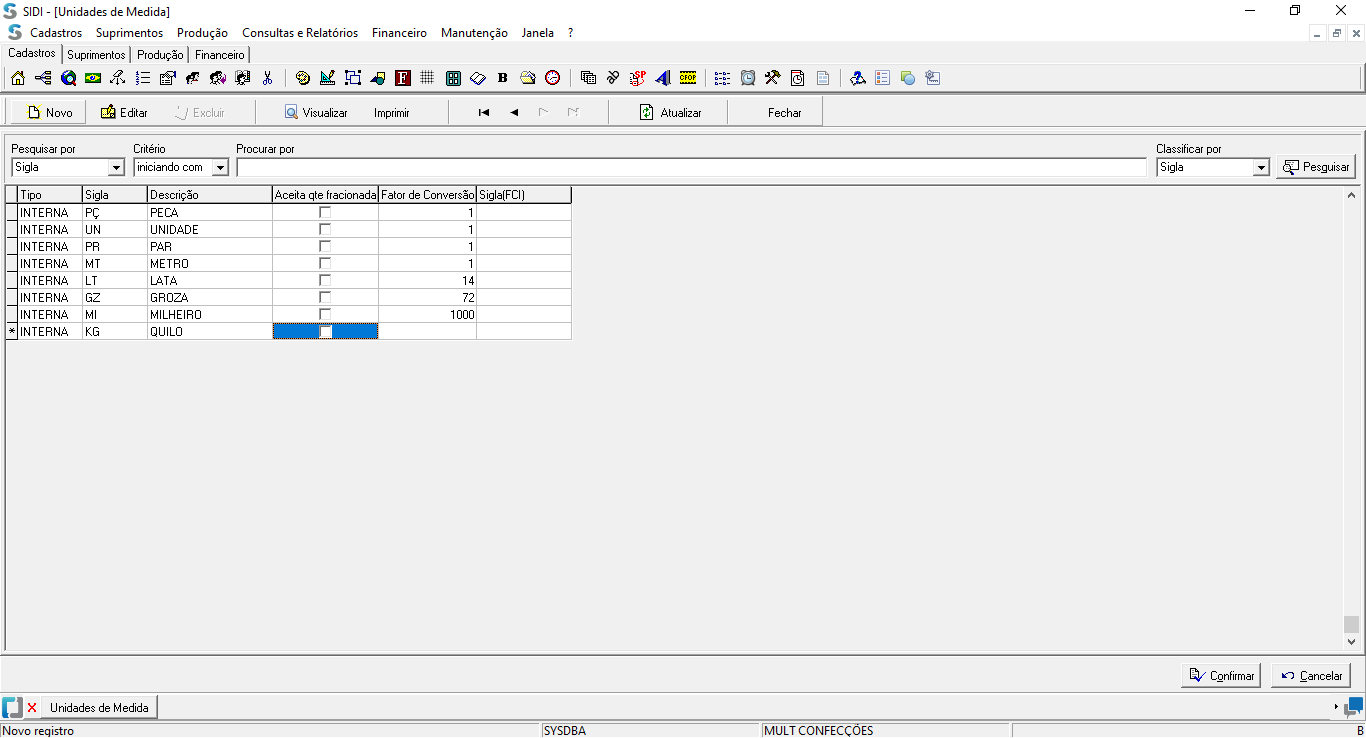 SIDI - [Unidades de Medida]
Cadastros Suprimentos Produção Consultas e Relatórios Financeiro Manutenção Janela ?
Cadastros Suprimentos Produção Financeiro
Novo Editar Excluir Visualizar Imprimir Atualizar Fechar
Pesquisar por Critério Procurar por Classificar por
Sigla iniciando com Sigla Pesquisar
Tipo Sigla Descrição Aceita qte fracionada Fator de Conversão Sigla(FCI)
INTERNA PÇ PECA 1
INTERNA UN UNIDADE 1
INTERNA PR PAR 1
INTERNA MT METRO 1
INTERNA LT LATA 14
INTERNA GZ GROZA 72
INTERNA MI MILHEIRO 1000
* INTERNA KG QUILO
Confirmar Cancelar
Unidades de Medida
Novo registro SYSDBA MULT CONFECÇÕES B